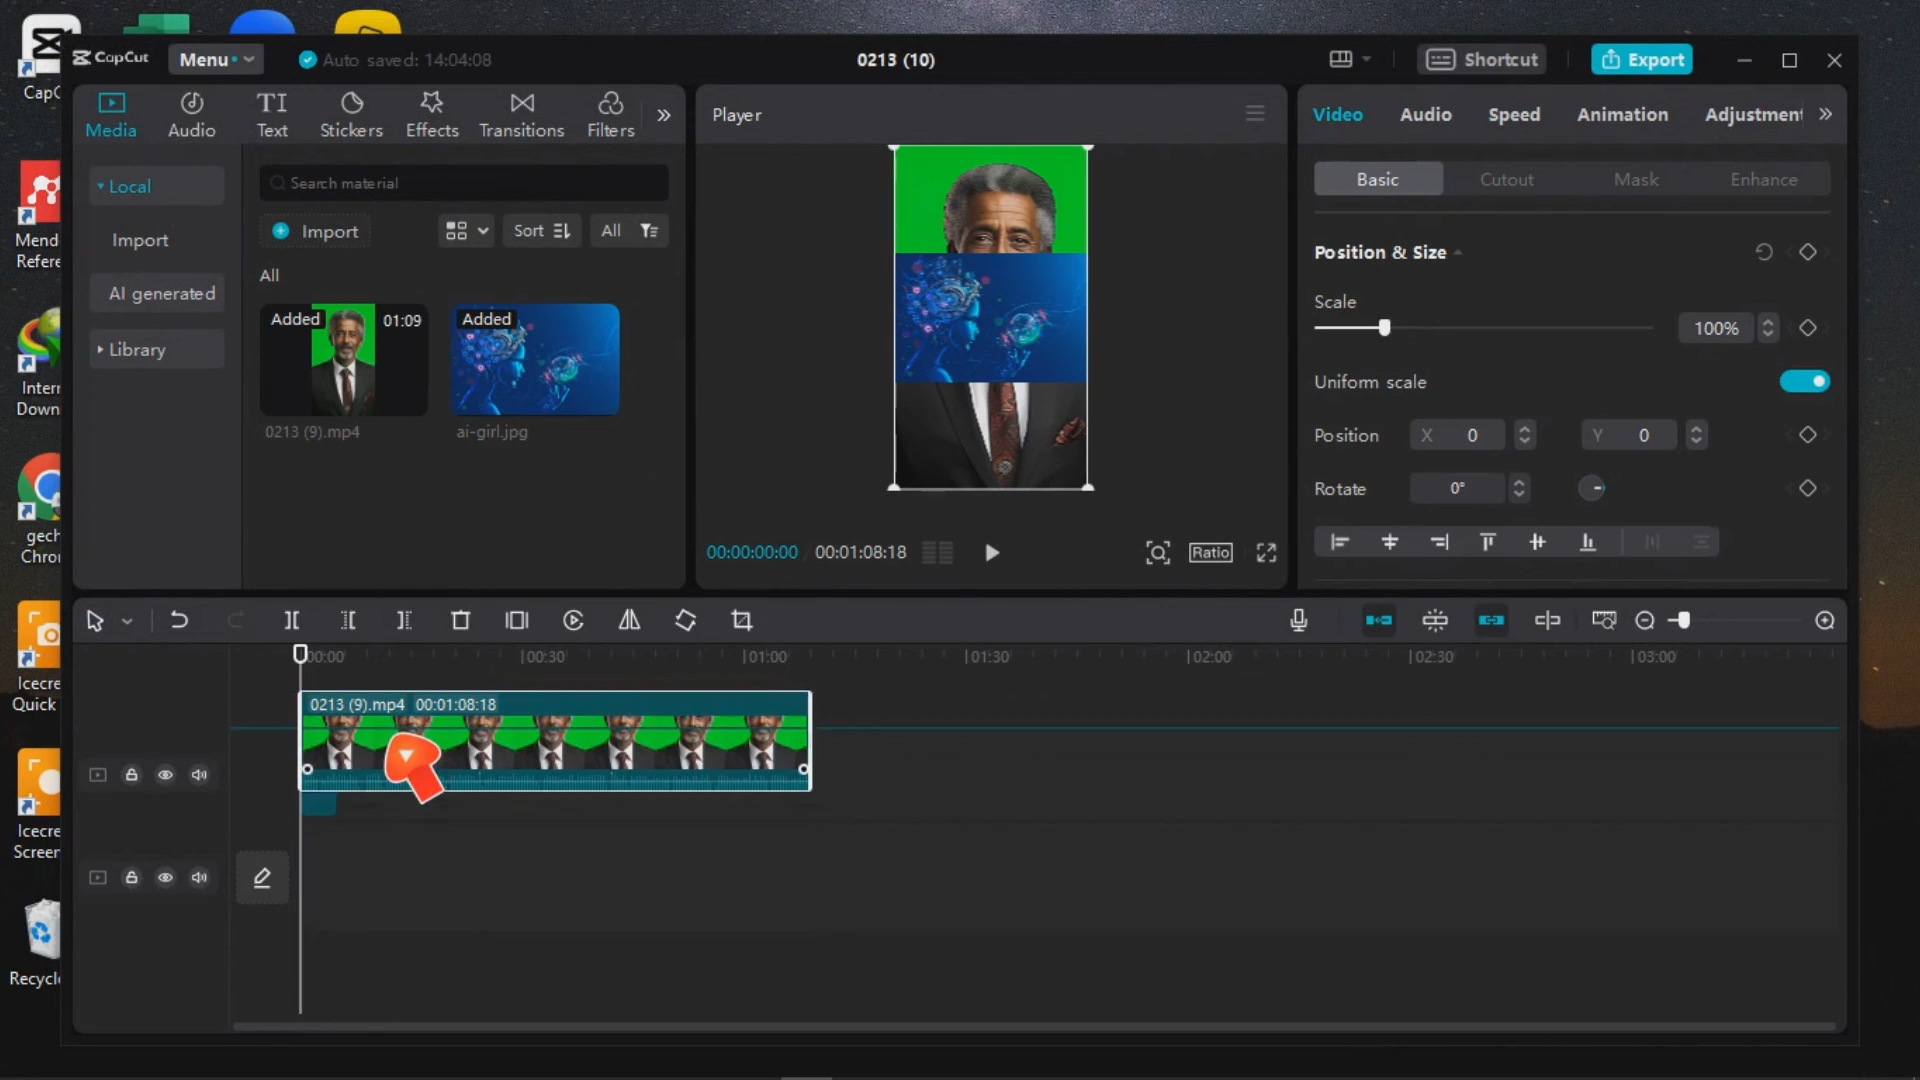 CapCut
Menu
Auto saved: 14:04:08
0213 (10)
Shortcut
Export
Media
Audio
Text
Stickers
Effects
Transitions
Filters
Player
Video
Audio
Speed
Animation
Adjustment
Local
Import
AI generated
Library
Search material
Import
Sort
All
All
Added
01:09
0213 (9).mp4
Added
ai-girl.jpg
00:00:00:00
00:01:08:18
Ratio
Basic
Cutout
Mask
Enhance
Position & Size
Scale
100%
Uniform scale
Position
X 0
Y 0
Rotate
0°
00:00
00:30
01:00
01:30
02:00
02:30
03:00
0213 (9).mp4 00:01:08:18
CapC
Mend
Refere
Intern
Down
gech
Chron
Icecre
Quick
Icecre
Screen
Recycle